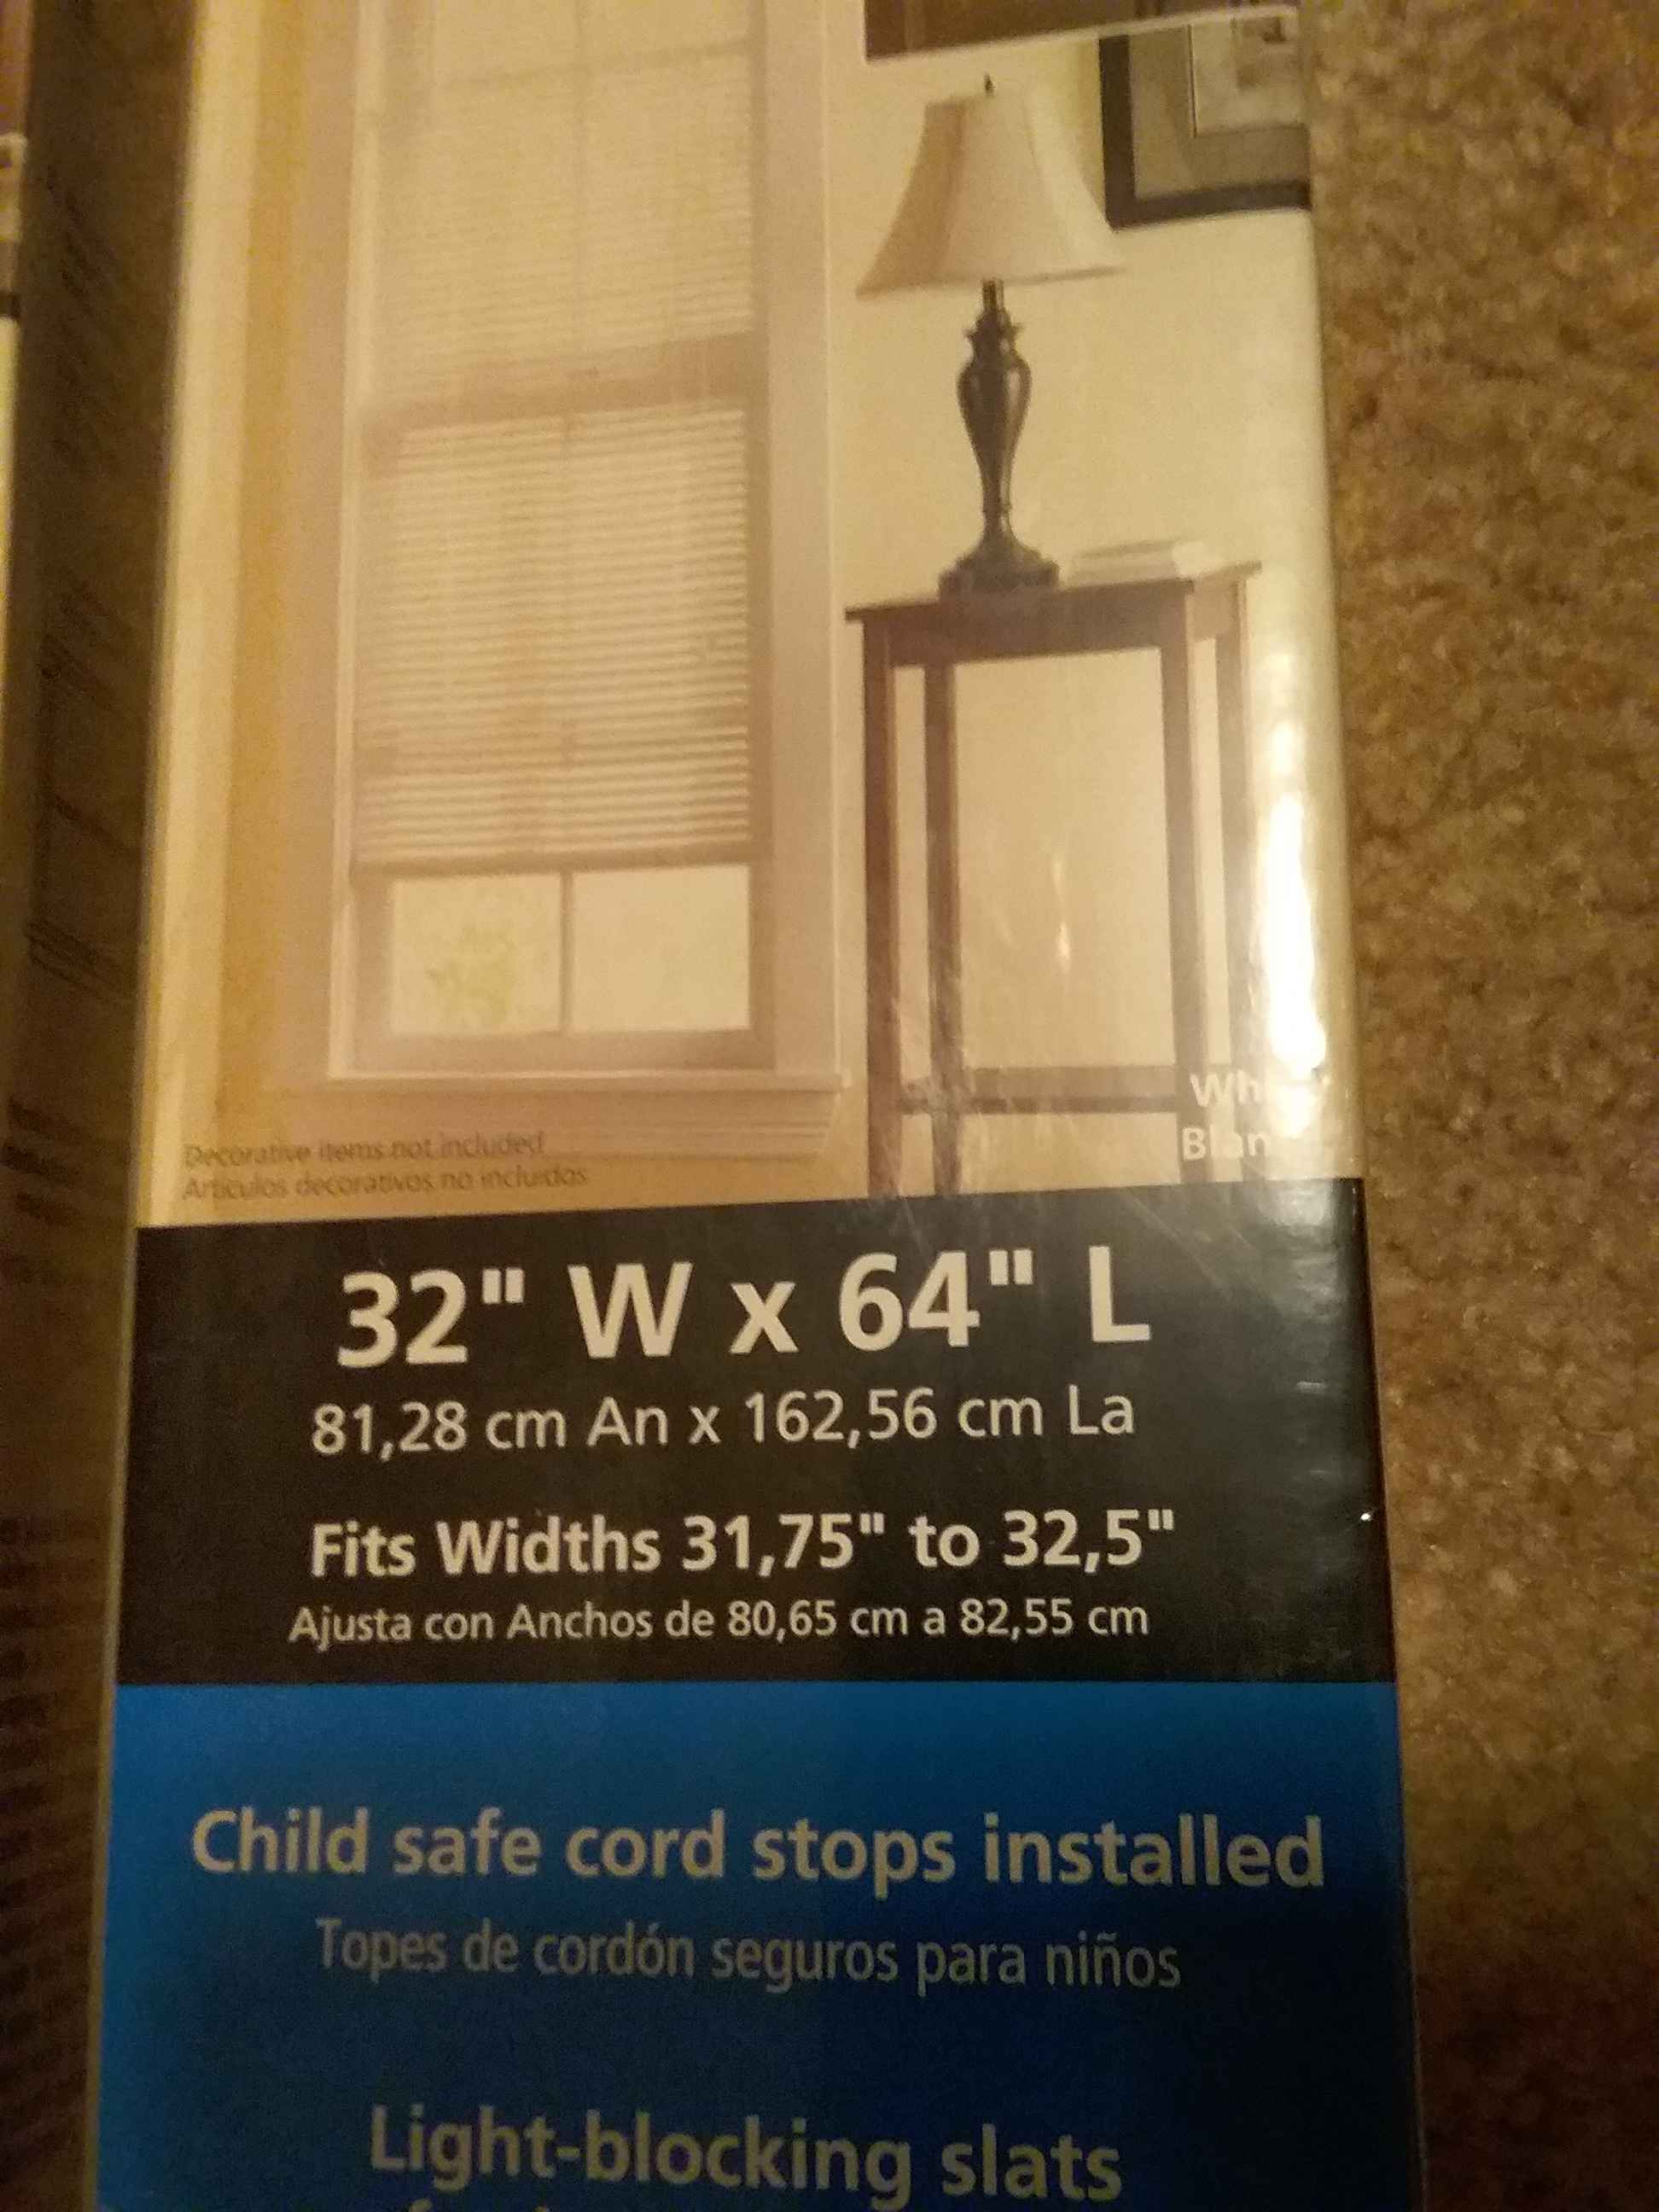 Decorative items not included
Artículos decorativos no incluidos
32" W x 64" L
81,28 cm An x 162,56 cm La
Fits Widths 31,75" to 32,5"
Ajusta con Anchos de 80,65 cm a 82,55 cm
Child safe cord stops installed
Topes de cordón seguros para niños
Light-blocking slats